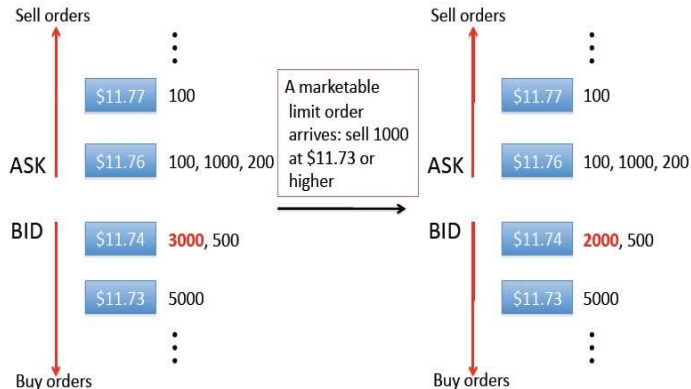 Sell orders
$11.77 100
$11.76 100, 1000, 200
ASK
BID
$11.74 3000, 500
$11.73 5000
Buy orders
A marketable
limit order
arrives: sell 1000
at $11.73 or
higher
Sell orders
$11.77 100
$11.76 100, 1000, 200
ASK
BID
$11.74 2000, 500
$11.73 5000
Buy orders